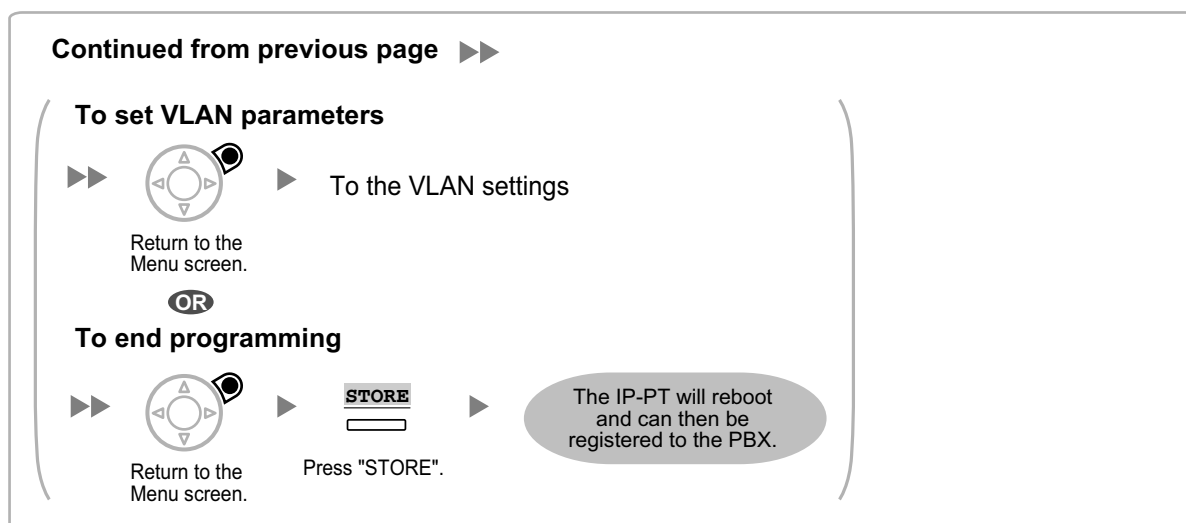 Continued from previous page
To set VLAN parameters
To the VLAN settings
Return to the
Menu screen.
OR
To end programming
STORE
The IP-PT will reboot
and can then be
registered to the PBX.
Return to the
Menu screen.
Press "STORE".